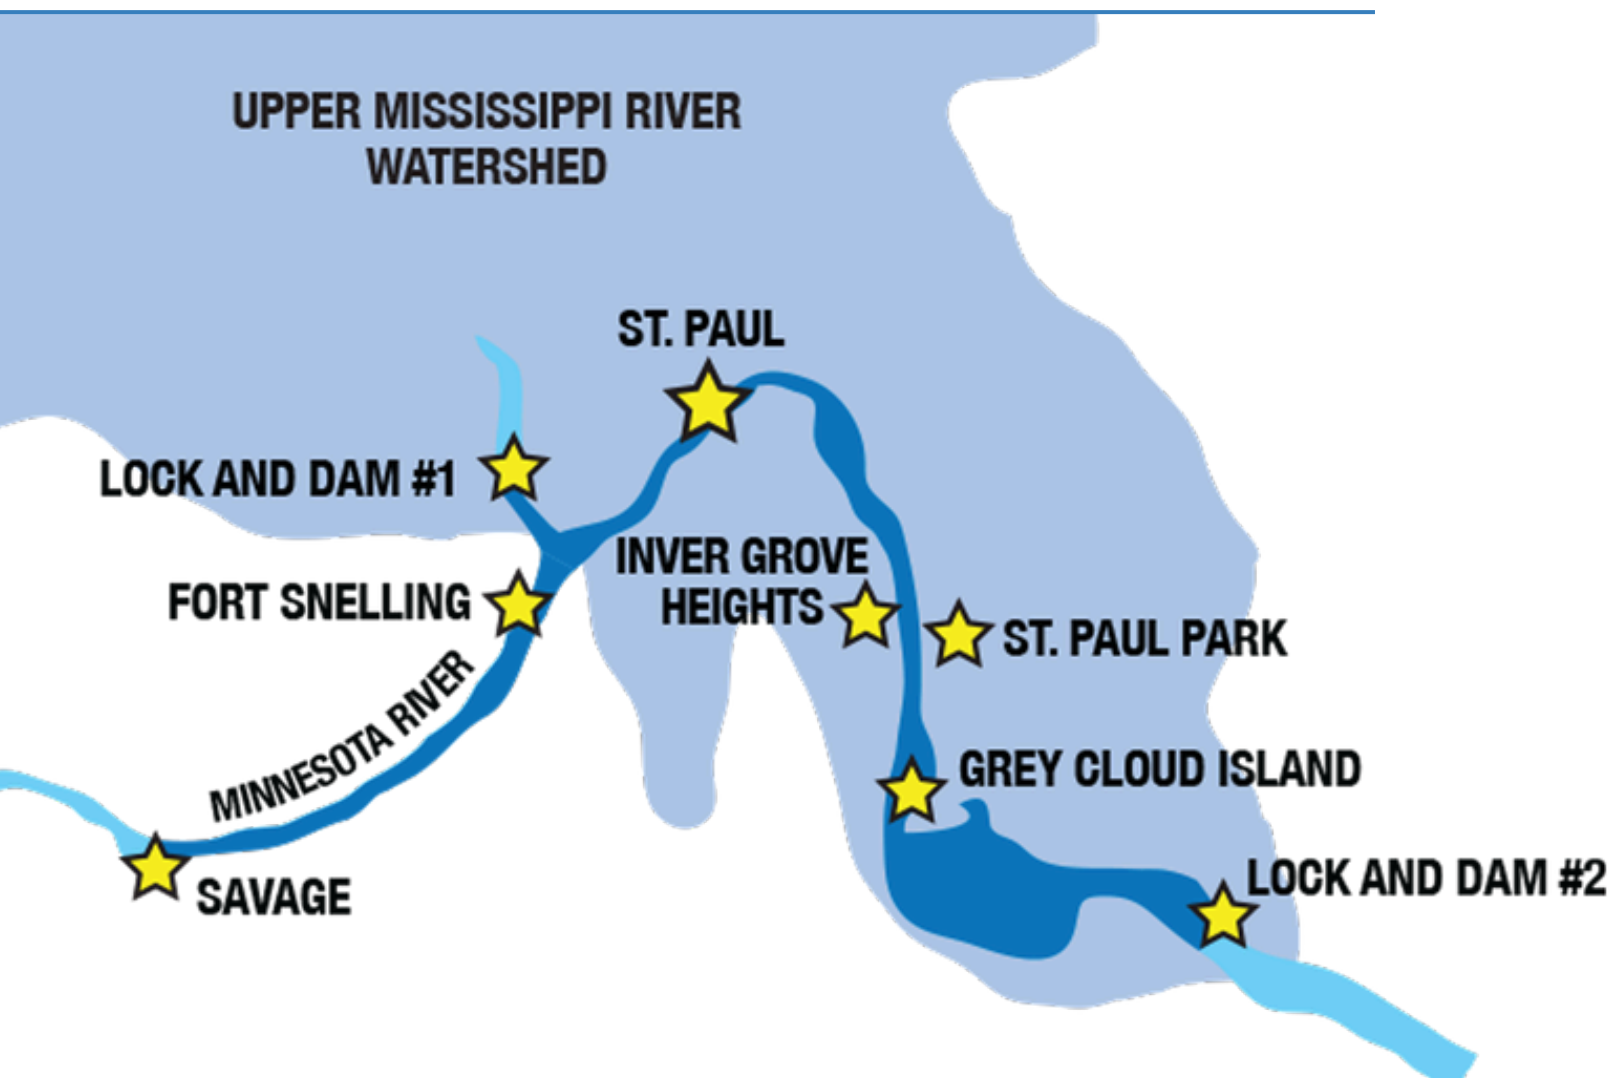 UPPER MISSISSIPPI RIVER
WATERSHED
ST. PAUL
LOCK AND DAM #1
INVER GROVE
HEIGHTS
FORT SNELLING
ST. PAUL PARK
MINNESOTA RIVER
GREY CLOUD ISLAND
LOCK AND DAM #2
SAVAGE